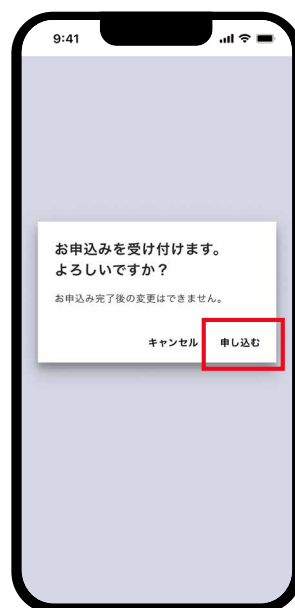 9:41
お申込みを受け付けます。
よろしいですか？
お申込み完了後の変更はできません。
キャンセル 申し込む